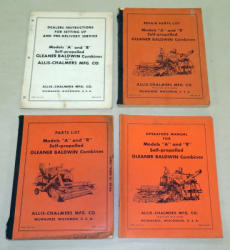 DEALERS INSTRUCTIONS
FOR SETTING UP
AND PRE-DELIVERY SERVICE
Models "A" and "B"
Self-propelled
GLEANER BALDWIN Combines
ALLIS-CHALMERS MFG. CO.
MILWAUKEE, WISCONSIN, U. S. A.
REPAIR PARTS LIST
Models "A" and "B"
Self-propelled
GLEANER BALDWIN Combines
ALLIS-CHALMERS MFG. CO.
MILWAUKEE, WISCONSIN, U. S. A.
PARTS LIST
Models "A" and "B"
Self-propelled
GLEANER BALDWIN Combines
ALLIS-CHALMERS MFG. CO.
MILWAUKEE, WISCONSIN, U. S. A.
OPERATORS MANUAL
FOR
Models "A" and "B"
Self-propelled
GLEANER BALDWIN Combines
ALLIS-CHALMERS MFG. CO.
MILWAUKEE, WISCONSIN, U. S. A.